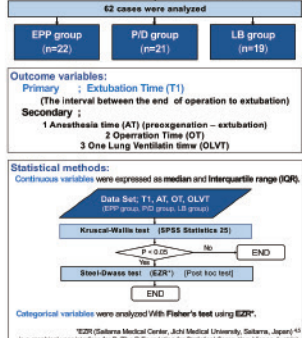 62 cases were analyzed
EPP group
(n=22)
P/D group
(n=21)
LB group
(n=19)
Outcome variables:
Primary ; Extubation Time (T1)
(The interval between the end of operation to extubation)
Secondary ;
1 Anesthesia time (AT) (preoxgenation – extubation)
2 Opperation Time (OT)
3 One Lung Ventilatin timw (OLVT)
Statistical methods:
Continuous variables were expressed as median and Interquartile range (IQR).
Data Set; T1, AT, OT, OLVT
(EPP group, P/D group, LB group)
Kruscal-Wallis test (SPSS Statistics 25)
P < 0.05
No
END
Yes
Steel-Dwass test (EZR*) [Post hoc test]
END
Categorical variables were analyzed With Fisher's test using EZR*.
*EZR (Saitama Medical Center, Jichi Medical University, Saitama, Japan)